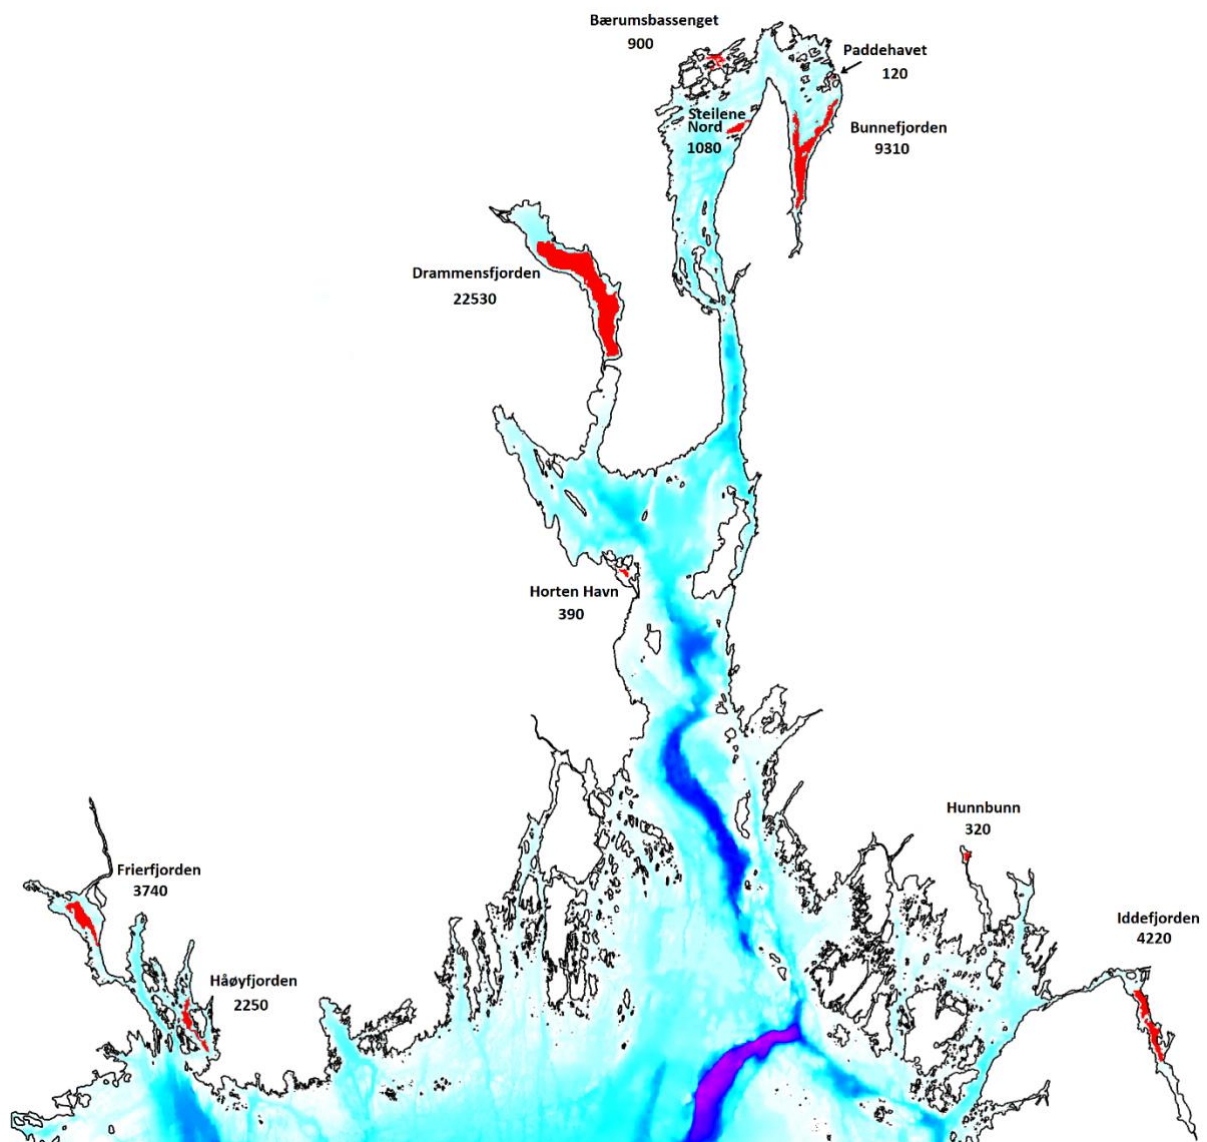 Bærumsbassenget
900
Paddehavet
120
Steilene
Nord
1080
Bunnefjorden
9310
Drammensfjorden
22530
Horten Havn
390
Hunnbunn
320
Frierfjorden
3740
Iddefjorden
4220
Håøyfjorden
2250